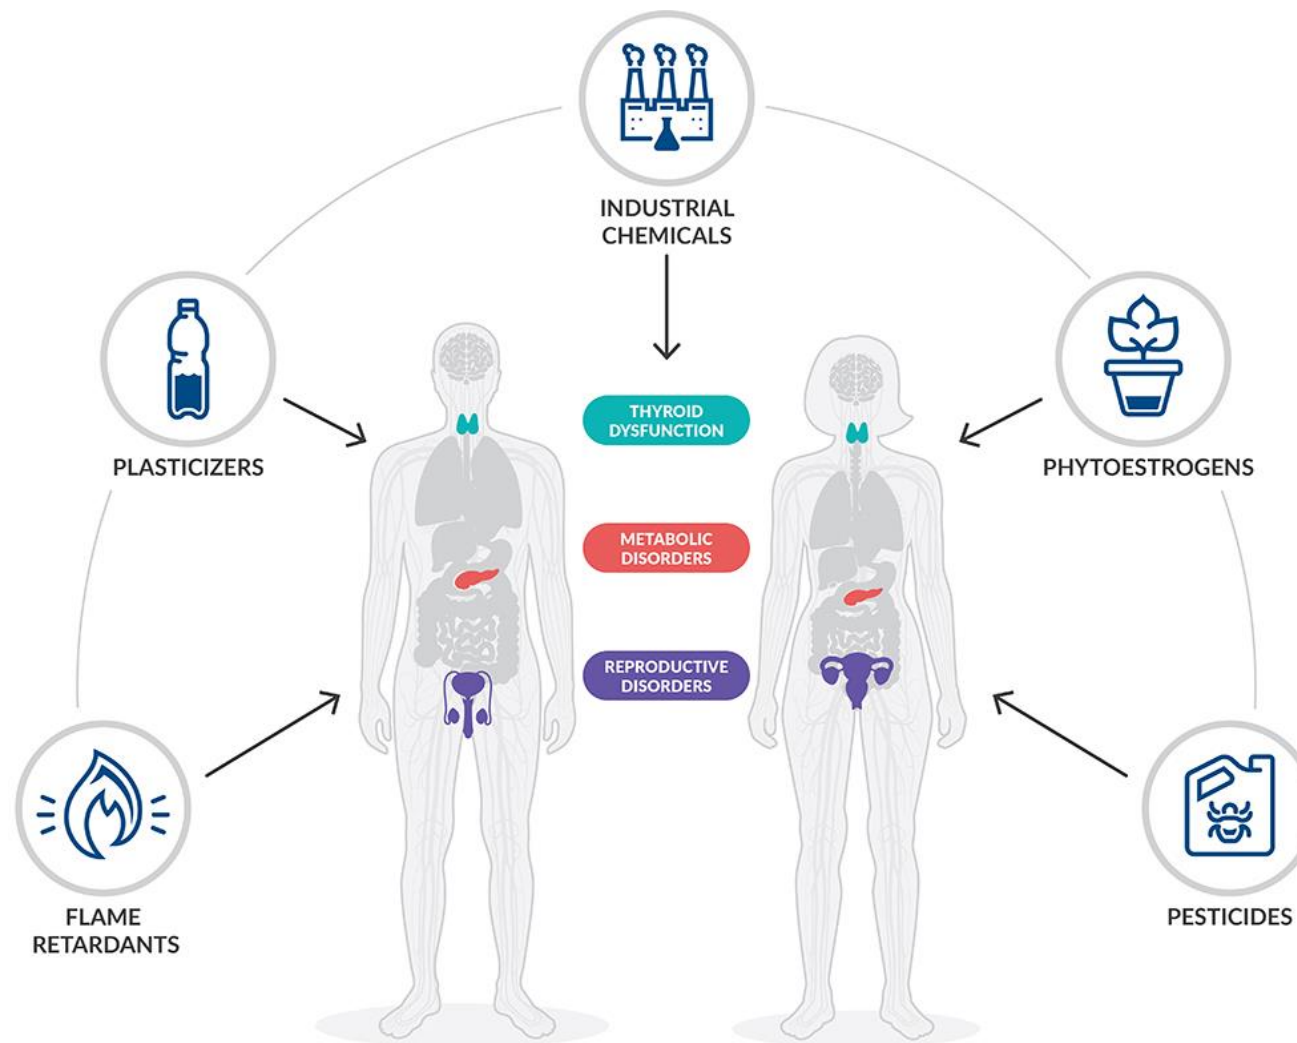 INDUSTRIAL
CHEMICALS
PLASTICIZERS
PHYTOESTROGENS
THYROID
DYSFUNCTION
METABOLIC
DISORDERS
REPRODUCTIVE
DISORDERS
FLAME
RETARDANTS
PESTICIDES